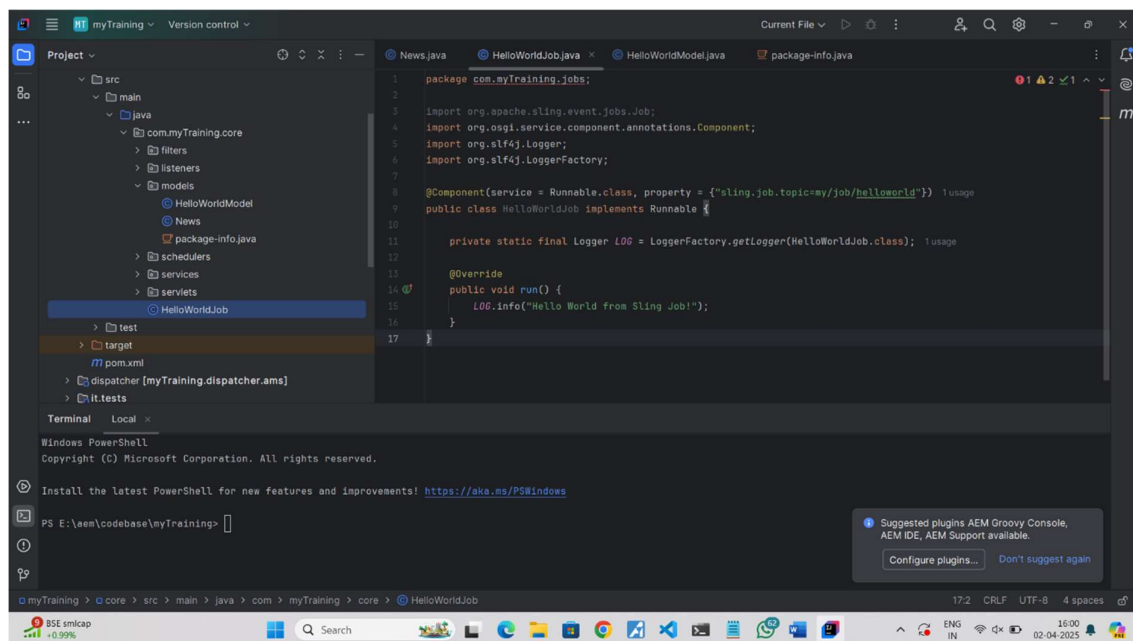 MT myTraining Version control Current File
Project
News.java HelloWorldJob.java HelloWorldModel.java package-info.java
src
main
java
com.myTraining.core
filters
listeners
models
HelloWorldModel
News
package-info.java
schedulers
services
servlets
HelloWorldJob
test
target
pom.xml
dispatcher [myTraining.dispatcher.ams]
it.tests
1 package com.myTraining.jobs; 1 2 1
2
3 import org.apache.sling.event.jobs.Job;
4 import org.osgi.service.component.annotations.Component;
5 import org.slf4j.Logger;
6 import org.slf4j.LoggerFactory;
7
8 @Component(service = Runnable.class, property = {"sling.job.topic=my/job/helloworld"}) 1 usage
9 public class HelloWorldJob implements Runnable {
10
11 private static final Logger LOG = LoggerFactory.getLogger(HelloWorldJob.class); 1 usage
12
13 @Override
14 public void run() {
15 LOG.info("Hello World from Sling Job!");
16 }
17 }
Terminal Local
Windows PowerShell
Copyright (C) Microsoft Corporation. All rights reserved.
Install the latest PowerShell for new features and improvements! https://aka.ms/PSWindows
PS E:\aem\codebase\myTraining>
Suggested plugins AEM Groovy Console,
AEM IDE, AEM Support available.
Configure plugins... Don't suggest again
myTraining > core > src > main > java > com > myTraining > core > HelloWorldJob 17:2 CRLF UTF-8 4 spaces
9 BSE smlcap
+0.99%
Search
62
ENG
IN
16:00
02-04-2025